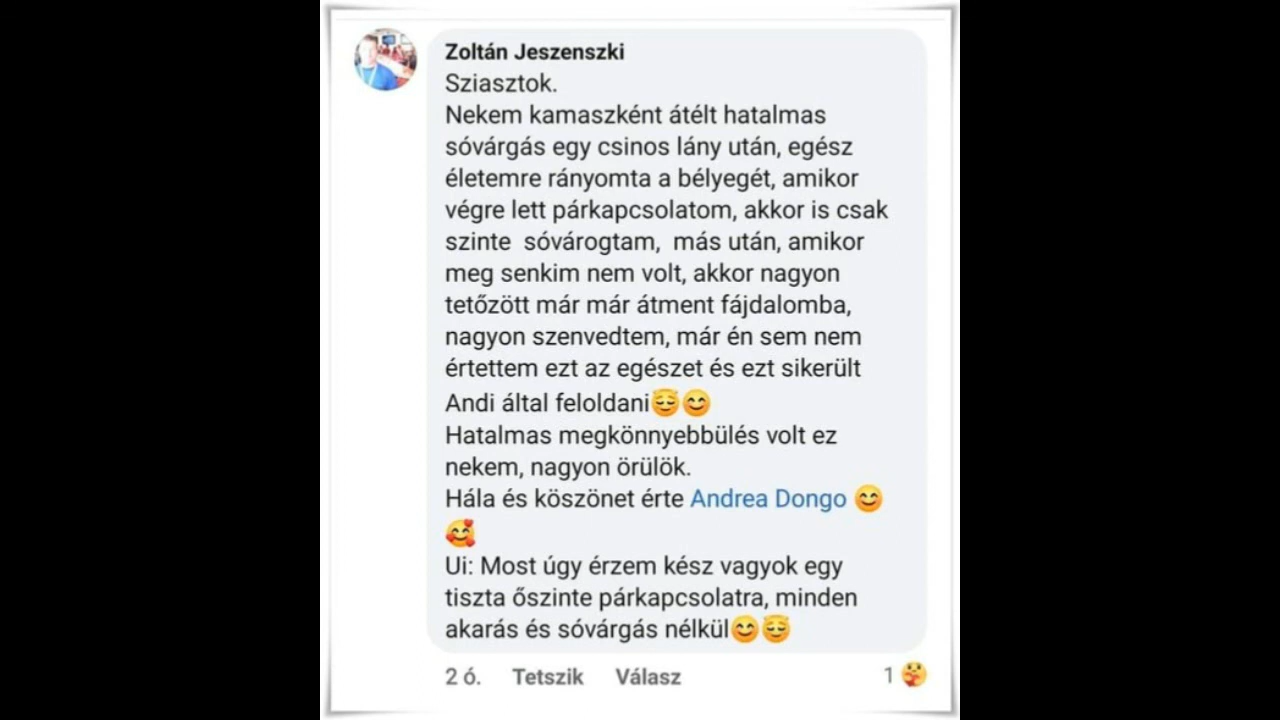 Zoltán Jeszenszki
Sziasztok.
Nekem kamaszként átélt hatalmas
sóvárgás egy csinos lány után, egész
életemre rányomta a bélyegét, amikor
végre lett párkapcsolatom, akkor is csak
szinte  sóvárogtam,  más után, amikor
meg senkim nem volt, akkor nagyon
tetőzött már már átment fájdalomba,
nagyon szenvedtem, már én sem nem
értettem ezt az egészet és ezt sikerült
Andi által feloldani😇😊
Hatalmas megkönnyebbülés volt ez
nekem, nagyon örülök.
Hála és köszönet érte Andrea Dongo 😊
🥰
Ui: Most úgy érzem kész vagyok egy
tiszta őszinte párkapcsolatra, minden
akarás és sóvárgás nélkül😊😇
2 ó. Tetszik Válasz 1